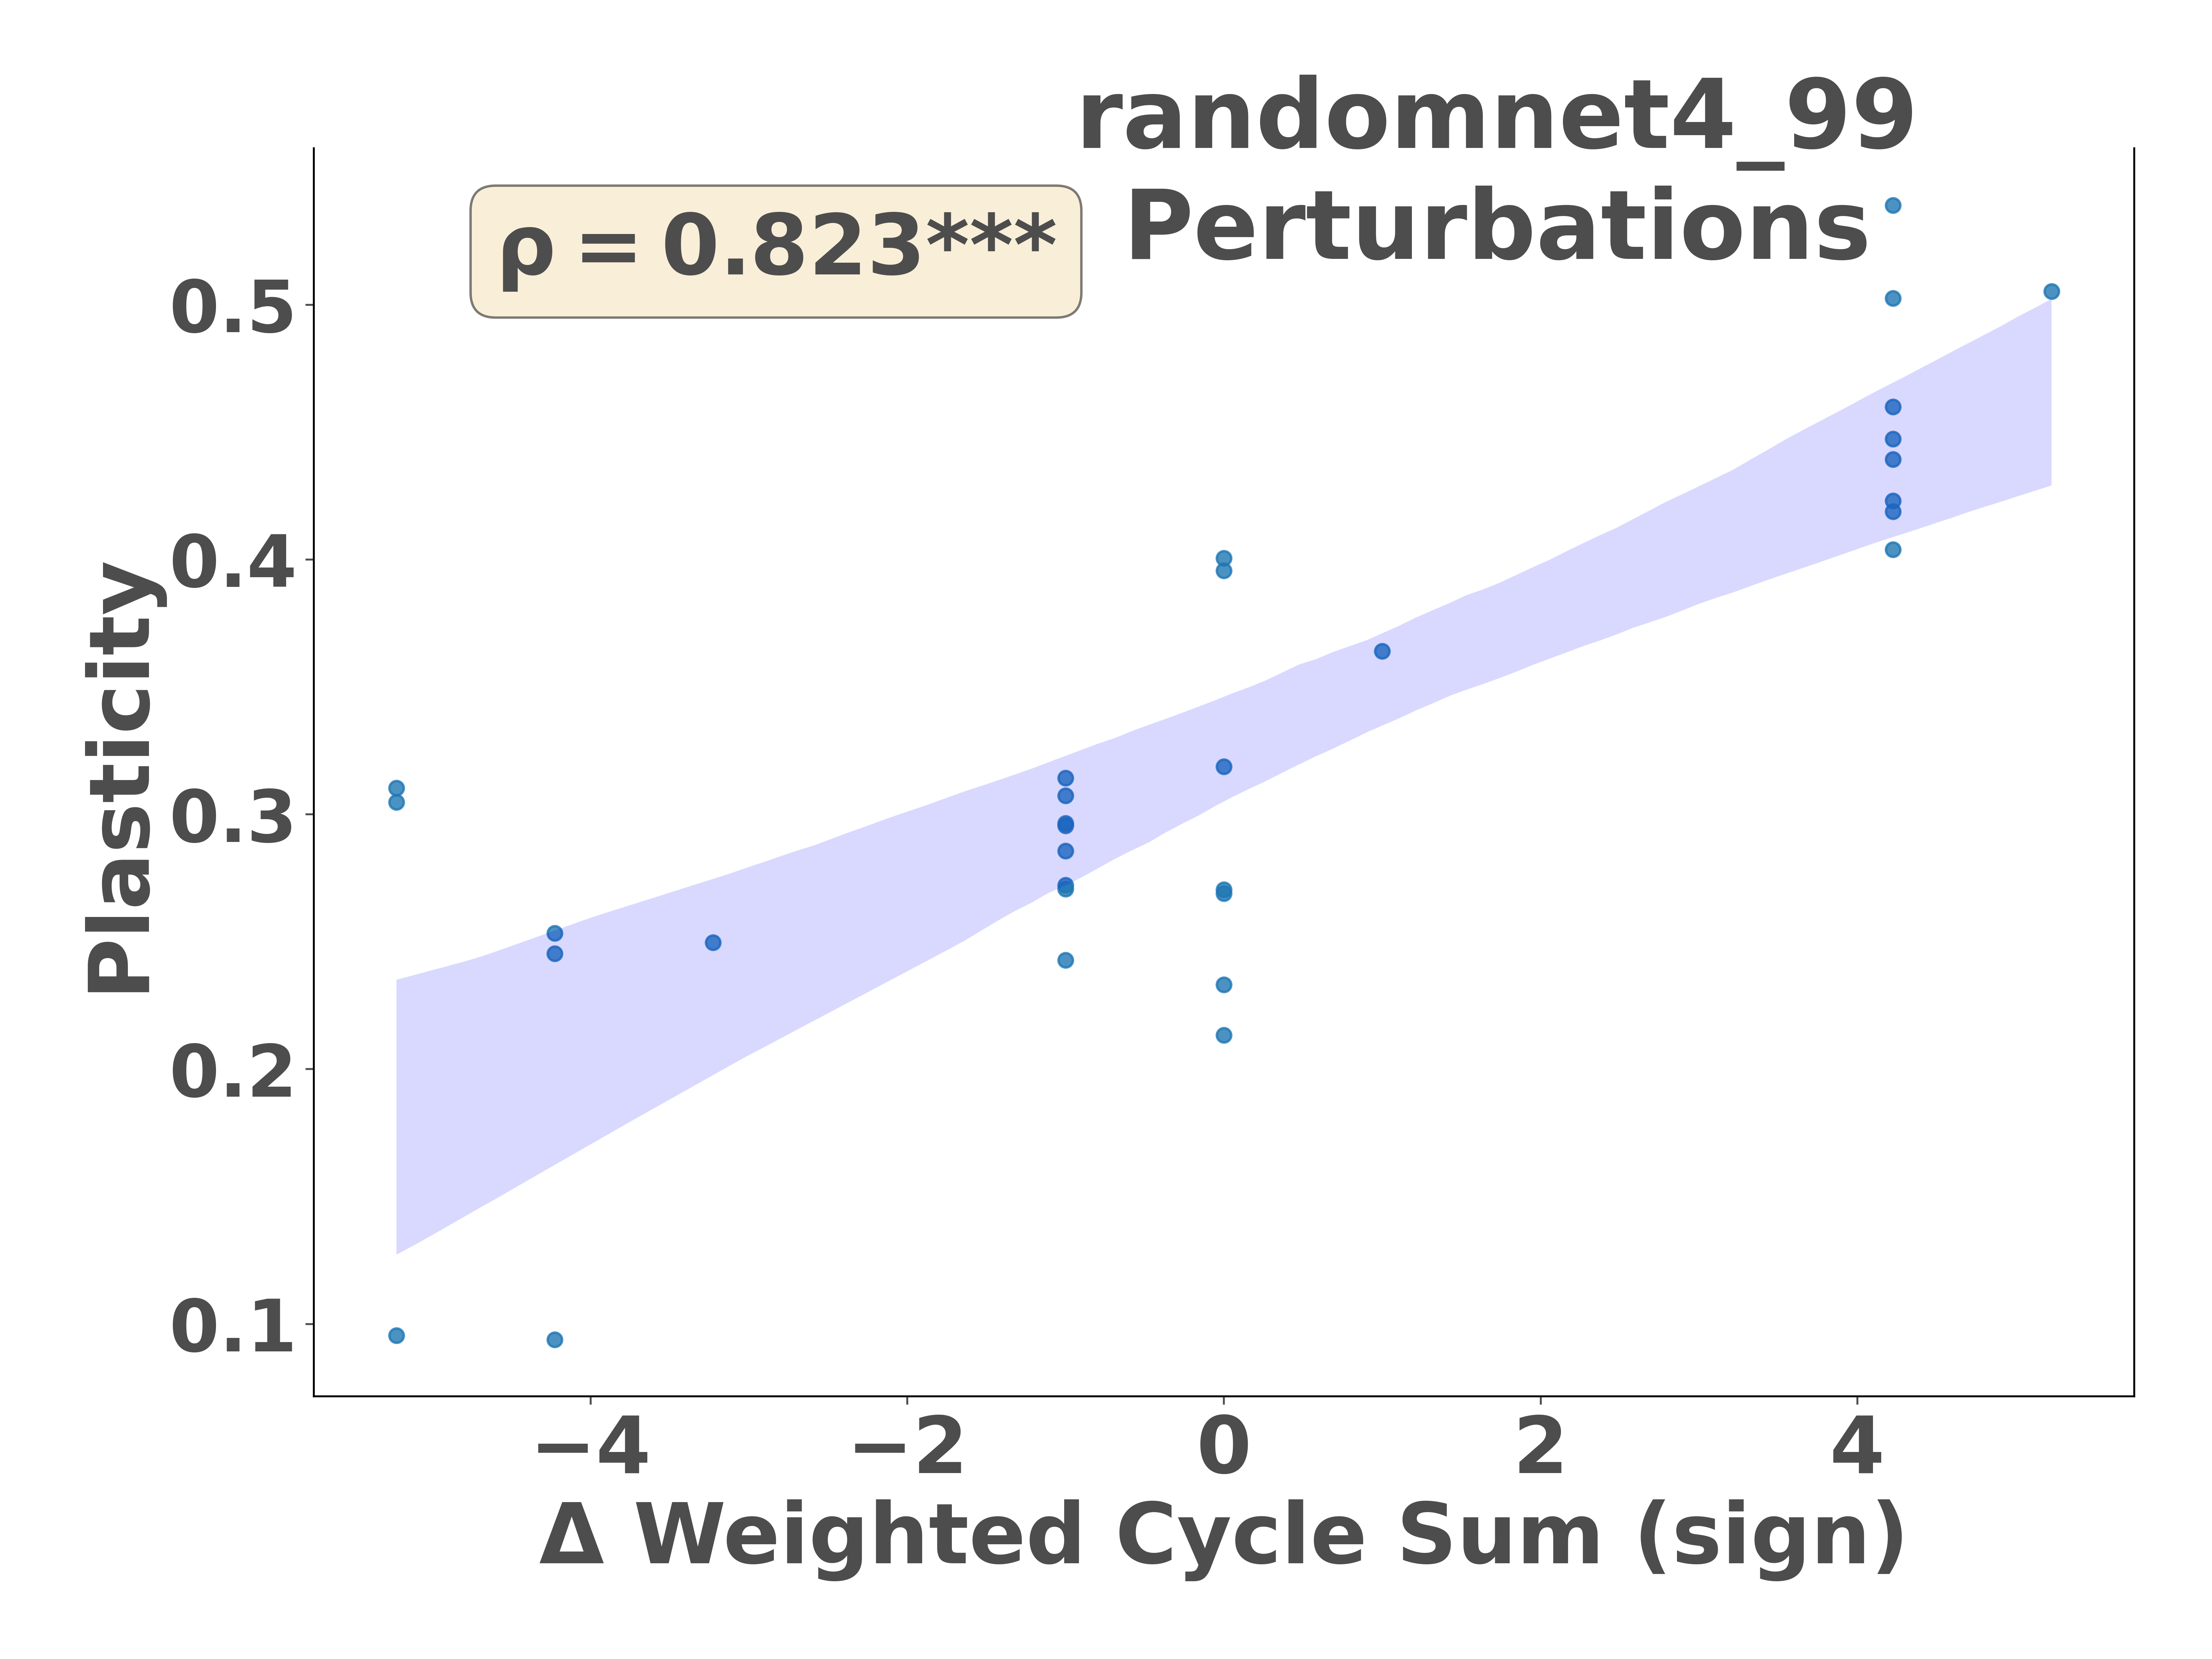 randomnet4_99
Perturbations
ρ = 0.823***
Plasticity
0.5
0.4
0.3
0.2
0.1
−4 −2 0 2 4
Δ Weighted Cycle Sum (sign)